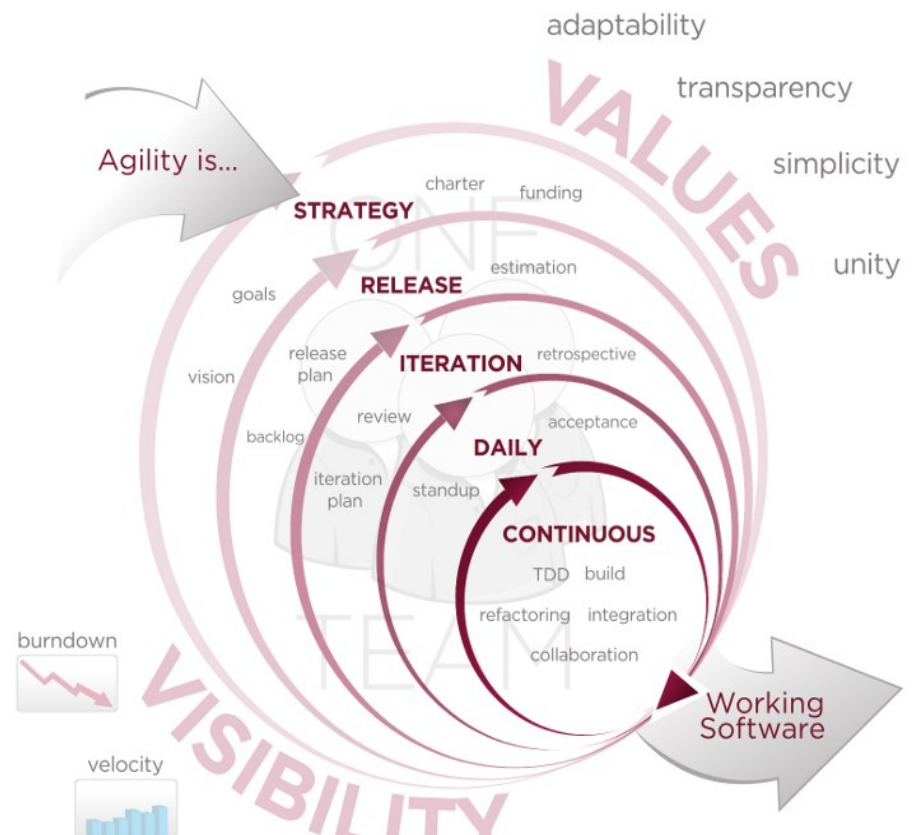 adaptability
transparency
simplicity
unity
VALUES
Agility is...
STRATEGY
charter
funding
ONE
RELEASE
estimation
goals
vision
release
plan
ITERATION
retrospective
backlog
review
acceptance
DAILY
iteration
plan
standup
CONTINUOUS
TDD build
refactoring integration
collaboration
TEAM
Working
Software
burndown
VISIBILITY
velocity